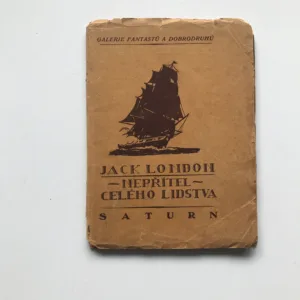 GALERIE FANTASTŮ A DOBRODRUHŮ
JACK LONDON
– NEPŘÍTEL –
CELÉHO LIDSTVA
SATURN